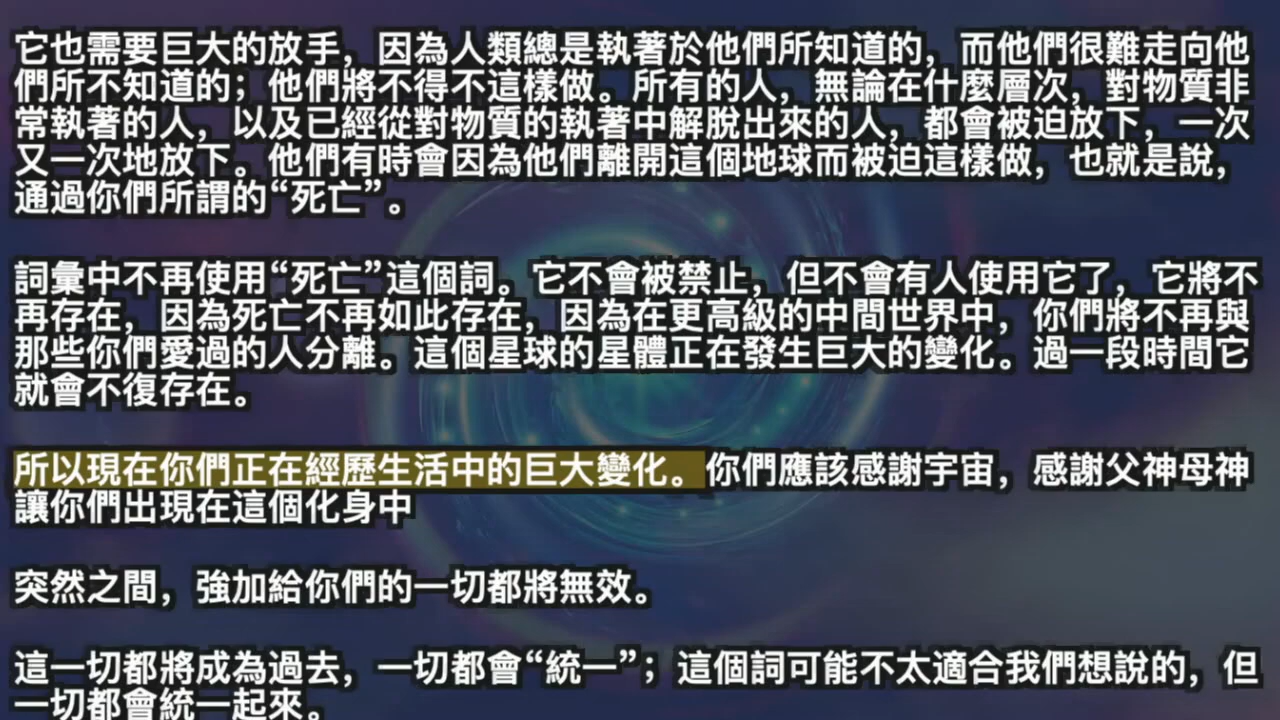 它也需要巨大的放手，因為人類總是執著於他們所知道的，而他們很難走向他
們所不知道的；他們將不得不這樣做。所有的人，無論在什麼層次，對物質非
常執著的人，以及已經從對物質的執著中解脫出來的人，都會被迫放下，一次
又一次地放下。他們有時會因為他們離開這個地球而被迫這樣做，也就是說，
通過你們所謂的“死亡”。
詞彙中不再使用“死亡”這個詞。它不會被禁止，但不會有人使用它了，它將不
再存在，因為死亡不再如此存在，因為在更高級的中間世界中，你們將不再與
那些你們愛過的人分離。這個星球的星體正在發生巨大的變化。過一段時間它
就會不復存在。
所以現在你們正在經歷生活中的巨大變化。你們應該感謝宇宙，感謝父神母神
讓你們出現在這個化身中
突然之間，強加給你們的一切都將無效。
這一切都將成為過去，一切都會“統一”；這個詞可能不太適合我們想說的，但
一切都會統一起來。